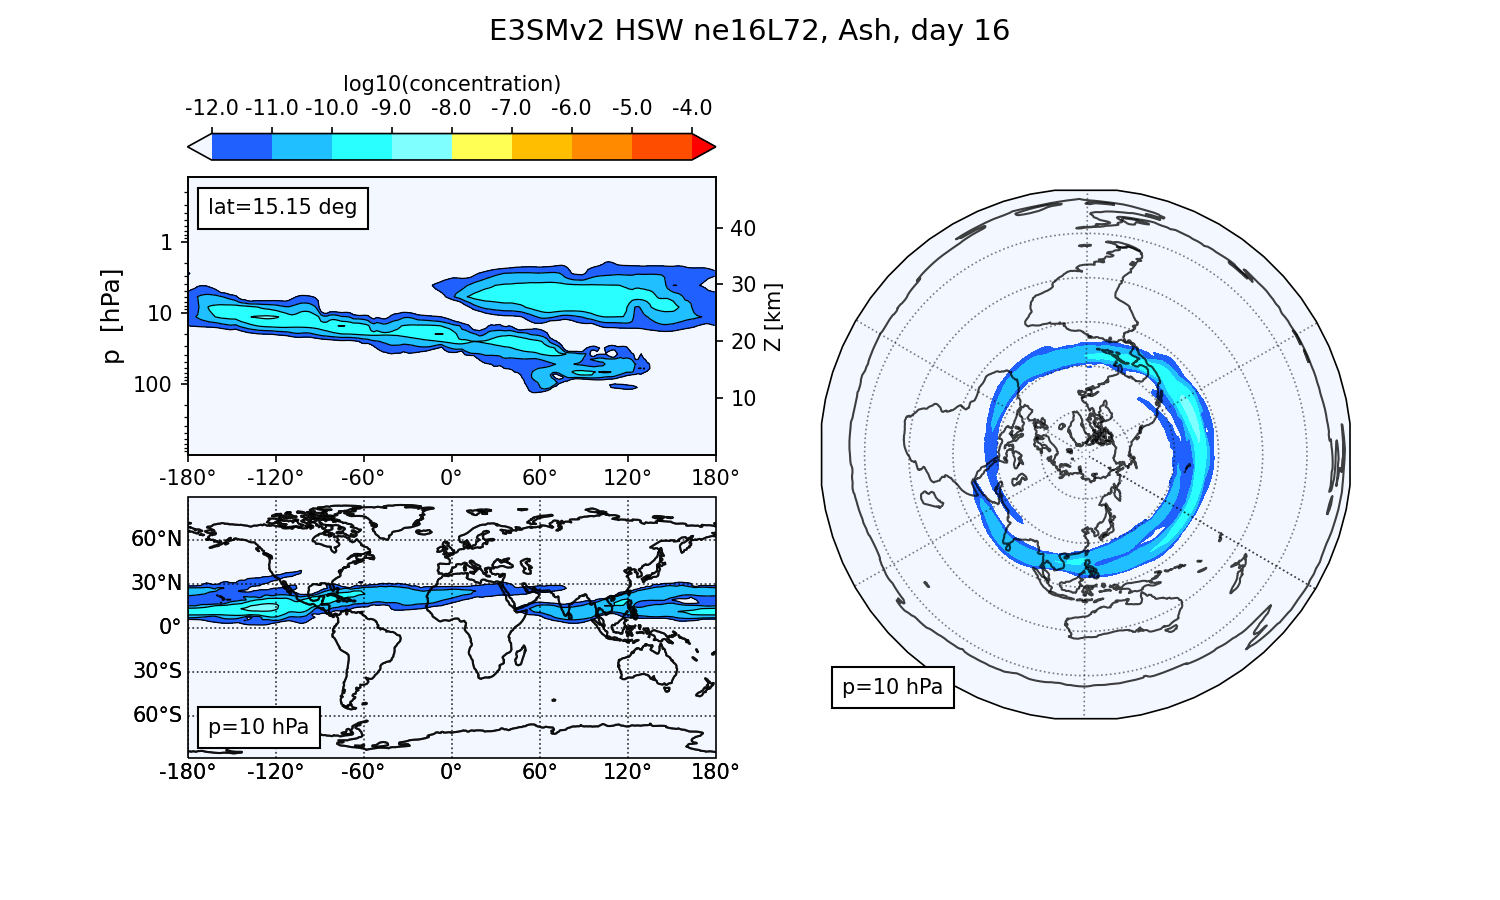 E3SMv2 HSW ne16L72, Ash, day 16
log10(concentration)
-12.0 -11.0 -10.0 -9.0 -8.0 -7.0 -6.0 -5.0 -4.0
lat=15.15 deg
1
10
100
p [hPa]
40
30
20
10
Z [km]
-180° -120° -60° 0° 60° 120° 180°
60°N
30°N
0°
30°S
60°S
p=10 hPa
-180° -120° -60° 0° 60° 120° 180°
p=10 hPa